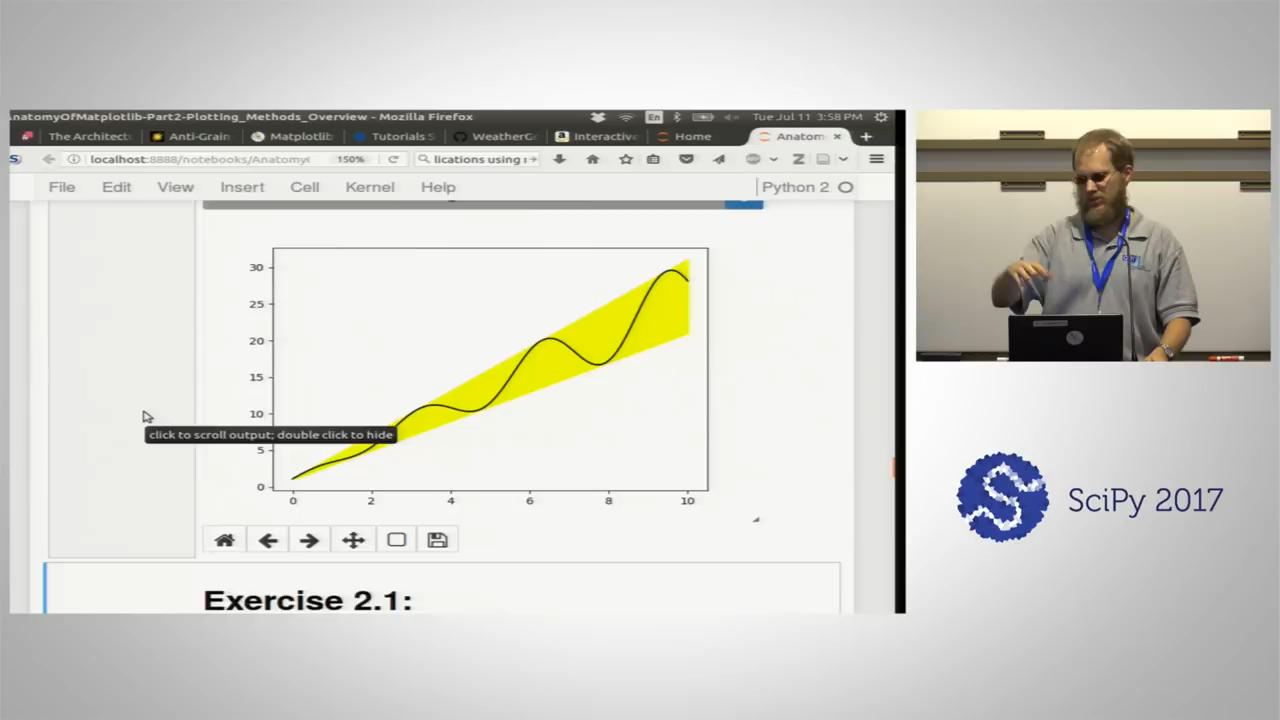 AnatomyOfMatplotlib-Part2-Plotting_Methods_Overview - Mozilla Firefox
En
Tue Jul 11 3:58 PM
The Architect
Anti-Grain
Matplotlib
Tutorials S
WeatherGe
Interactive
Home
Anatom
localhost:8888/notebooks/Anatomy
150%
lications using
File Edit View Insert Cell Kernel Help
Python 2
30
25
20
15
10
5
0
0 2 4 6 8 10
click to scroll output; double click to hide
Exercise 2.1:
SciPy 2017